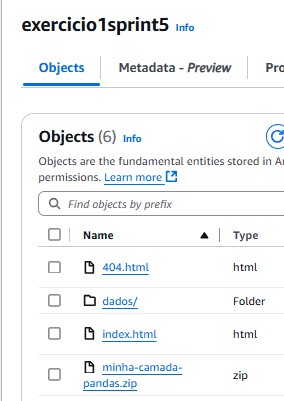 exercicio1sprint5 Info
Objects Metadata - Preview Pro
Objects (6) Info
Objects are the fundamental entities stored in Ar
permissions. Learn more
Find objects by prefix
Name Type
404.html html
dados/ Folder
index.html html
minha-camada-
pandas.zip zip